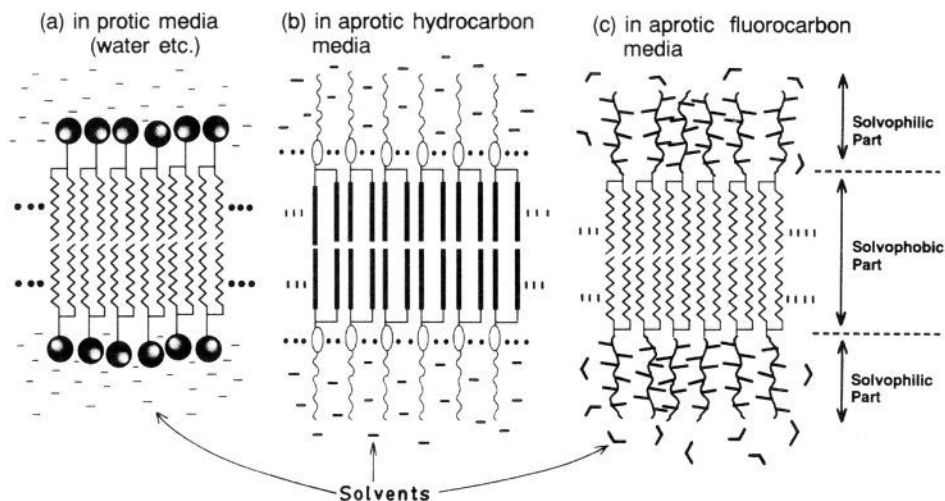 (a) in protic media
(water etc.)
(b) in aprotic hydrocarbon
media
(c) in aprotic fluorocarbon
media
Solvophilic
Part
Solvophobic
Part
Solvophilic
Part
Solvents